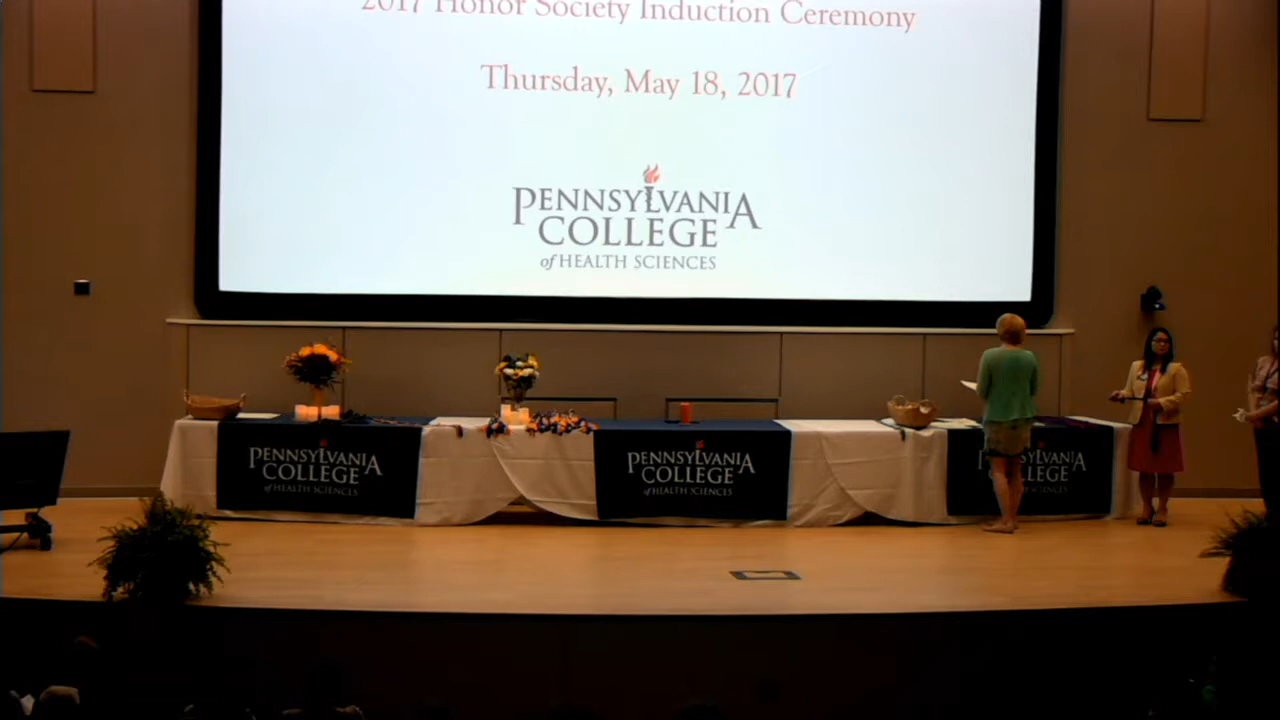 2017 Honor Society Induction Ceremony
Thursday, May 18, 2017
PENNSYLVANIA
COLLEGE
of HEALTH SCIENCES
PENNSYLVANIA
COLLEGE
of HEALTH SCIENCES
PENNSYLVANIA
COLLEGE
of HEALTH SCIENCES